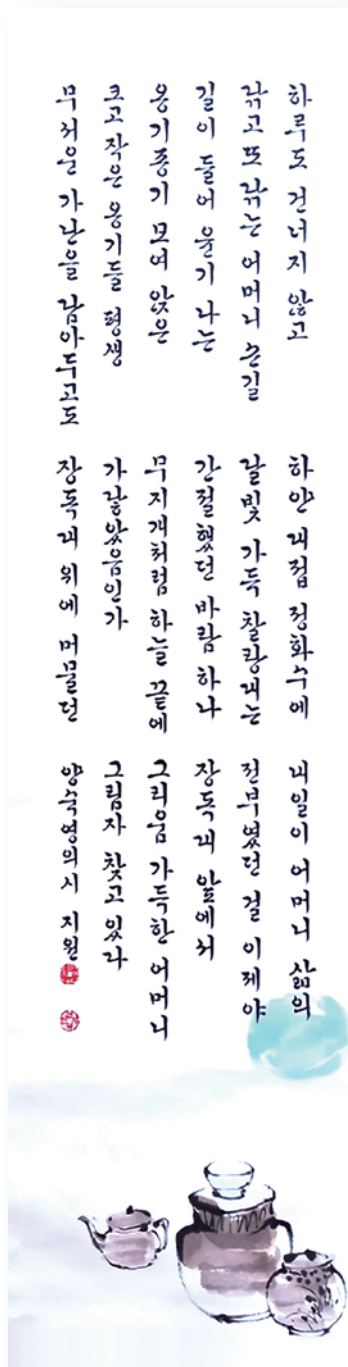 하루도 건너지 않고
닦고 또 닦는 어머니 손길
길이 들어 윤기 나는
옹기종기 모여 앉은
크고 작은 옹기들 평생
무거운 가난을 담아두고도
하얀 대접 정화수에
달빛 가득 찰랑대는
간절했던 바람 하나
무지개처럼 하늘 끝에
가닿았음인가
장독대 위에 머물던
내일이 어머니 삶의
전부였던 걸 이제야
장독대 앞에서
그리움 가득한 어머니
그림자 찾고 있다
양숙영의시 지원